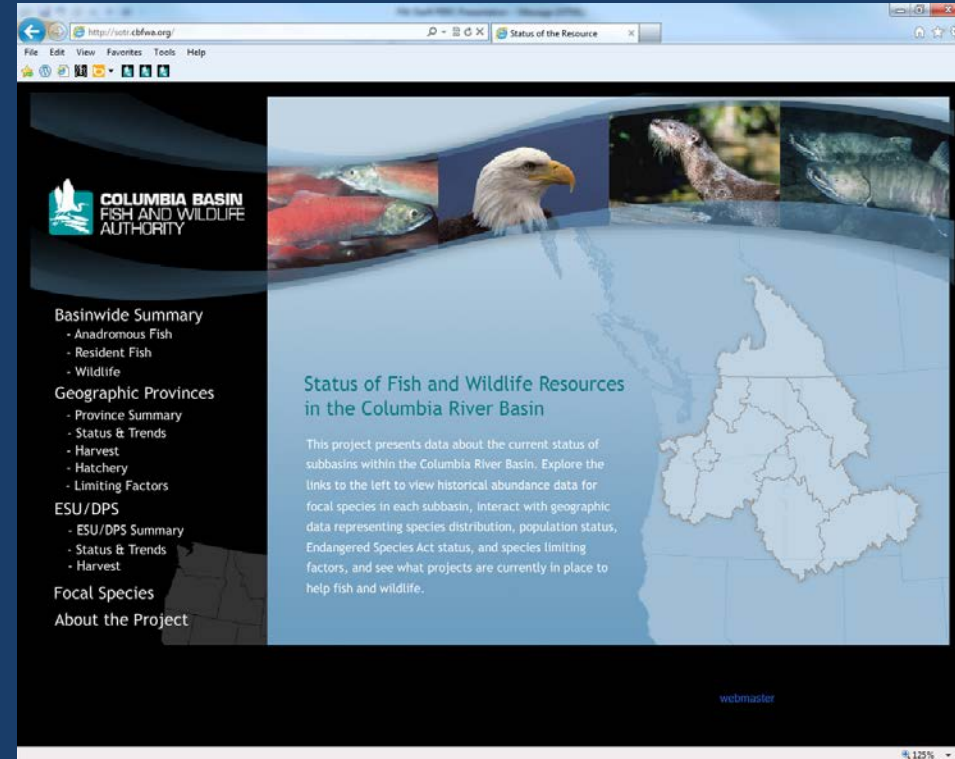 http://sotr.cbfwa.org/
Status of the Resource
File Edit View Favorites Tools Help
COLUMBIA BASIN
FISH AND WILDLIFE
AUTHORITY
Basinwide Summary
- Anadromous Fish
- Resident Fish
- Wildlife
Geographic Provinces
- Province Summary
- Status & Trends
- Harvest
- Hatchery
- Limiting Factors
ESU/DPS
- ESU/DPS Summary
- Status & Trends
- Harvest
Focal Species
About the Project
Status of Fish and Wildlife Resources
in the Columbia River Basin
This project presents data about the current status of
subbasins within the Columbia River Basin. Explore the
links to the left to view historical abundance data for
focal species in each subbasin, interact with geographic
data representing species distribution, population status,
Endangered Species Act status, and species limiting
factors, and see what projects are currently in place to
help fish and wildlife.
webmaster
125%